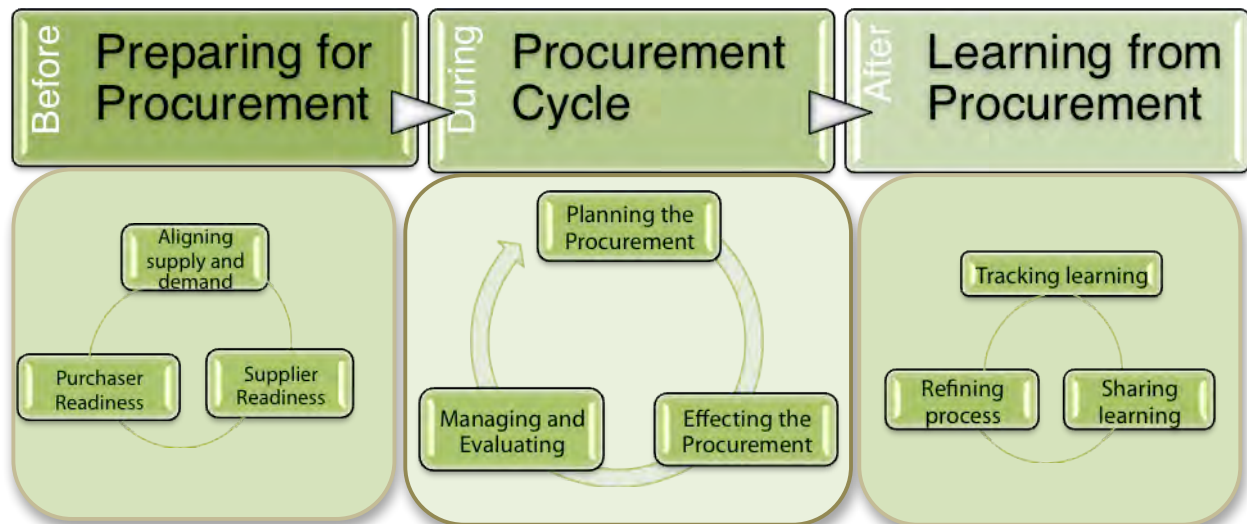 Before
Preparing for
Procurement
During
Procurement
Cycle
After
Learning from
Procurement
Aligning
supply and
demand
Purchaser
Readiness
Supplier
Readiness
Planning the
Procurement
Managing and
Evaluating
Effecting the
Procurement
Tracking learning
Refining
process
Sharing
learning